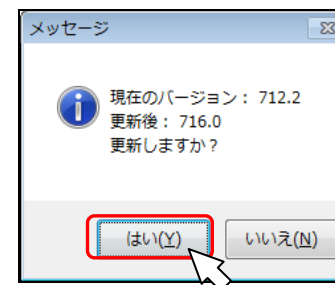 メッセージ
現在のバージョン： 712.2
更新後： 716.0
更新しますか？
はい(Y)
いいえ(N)